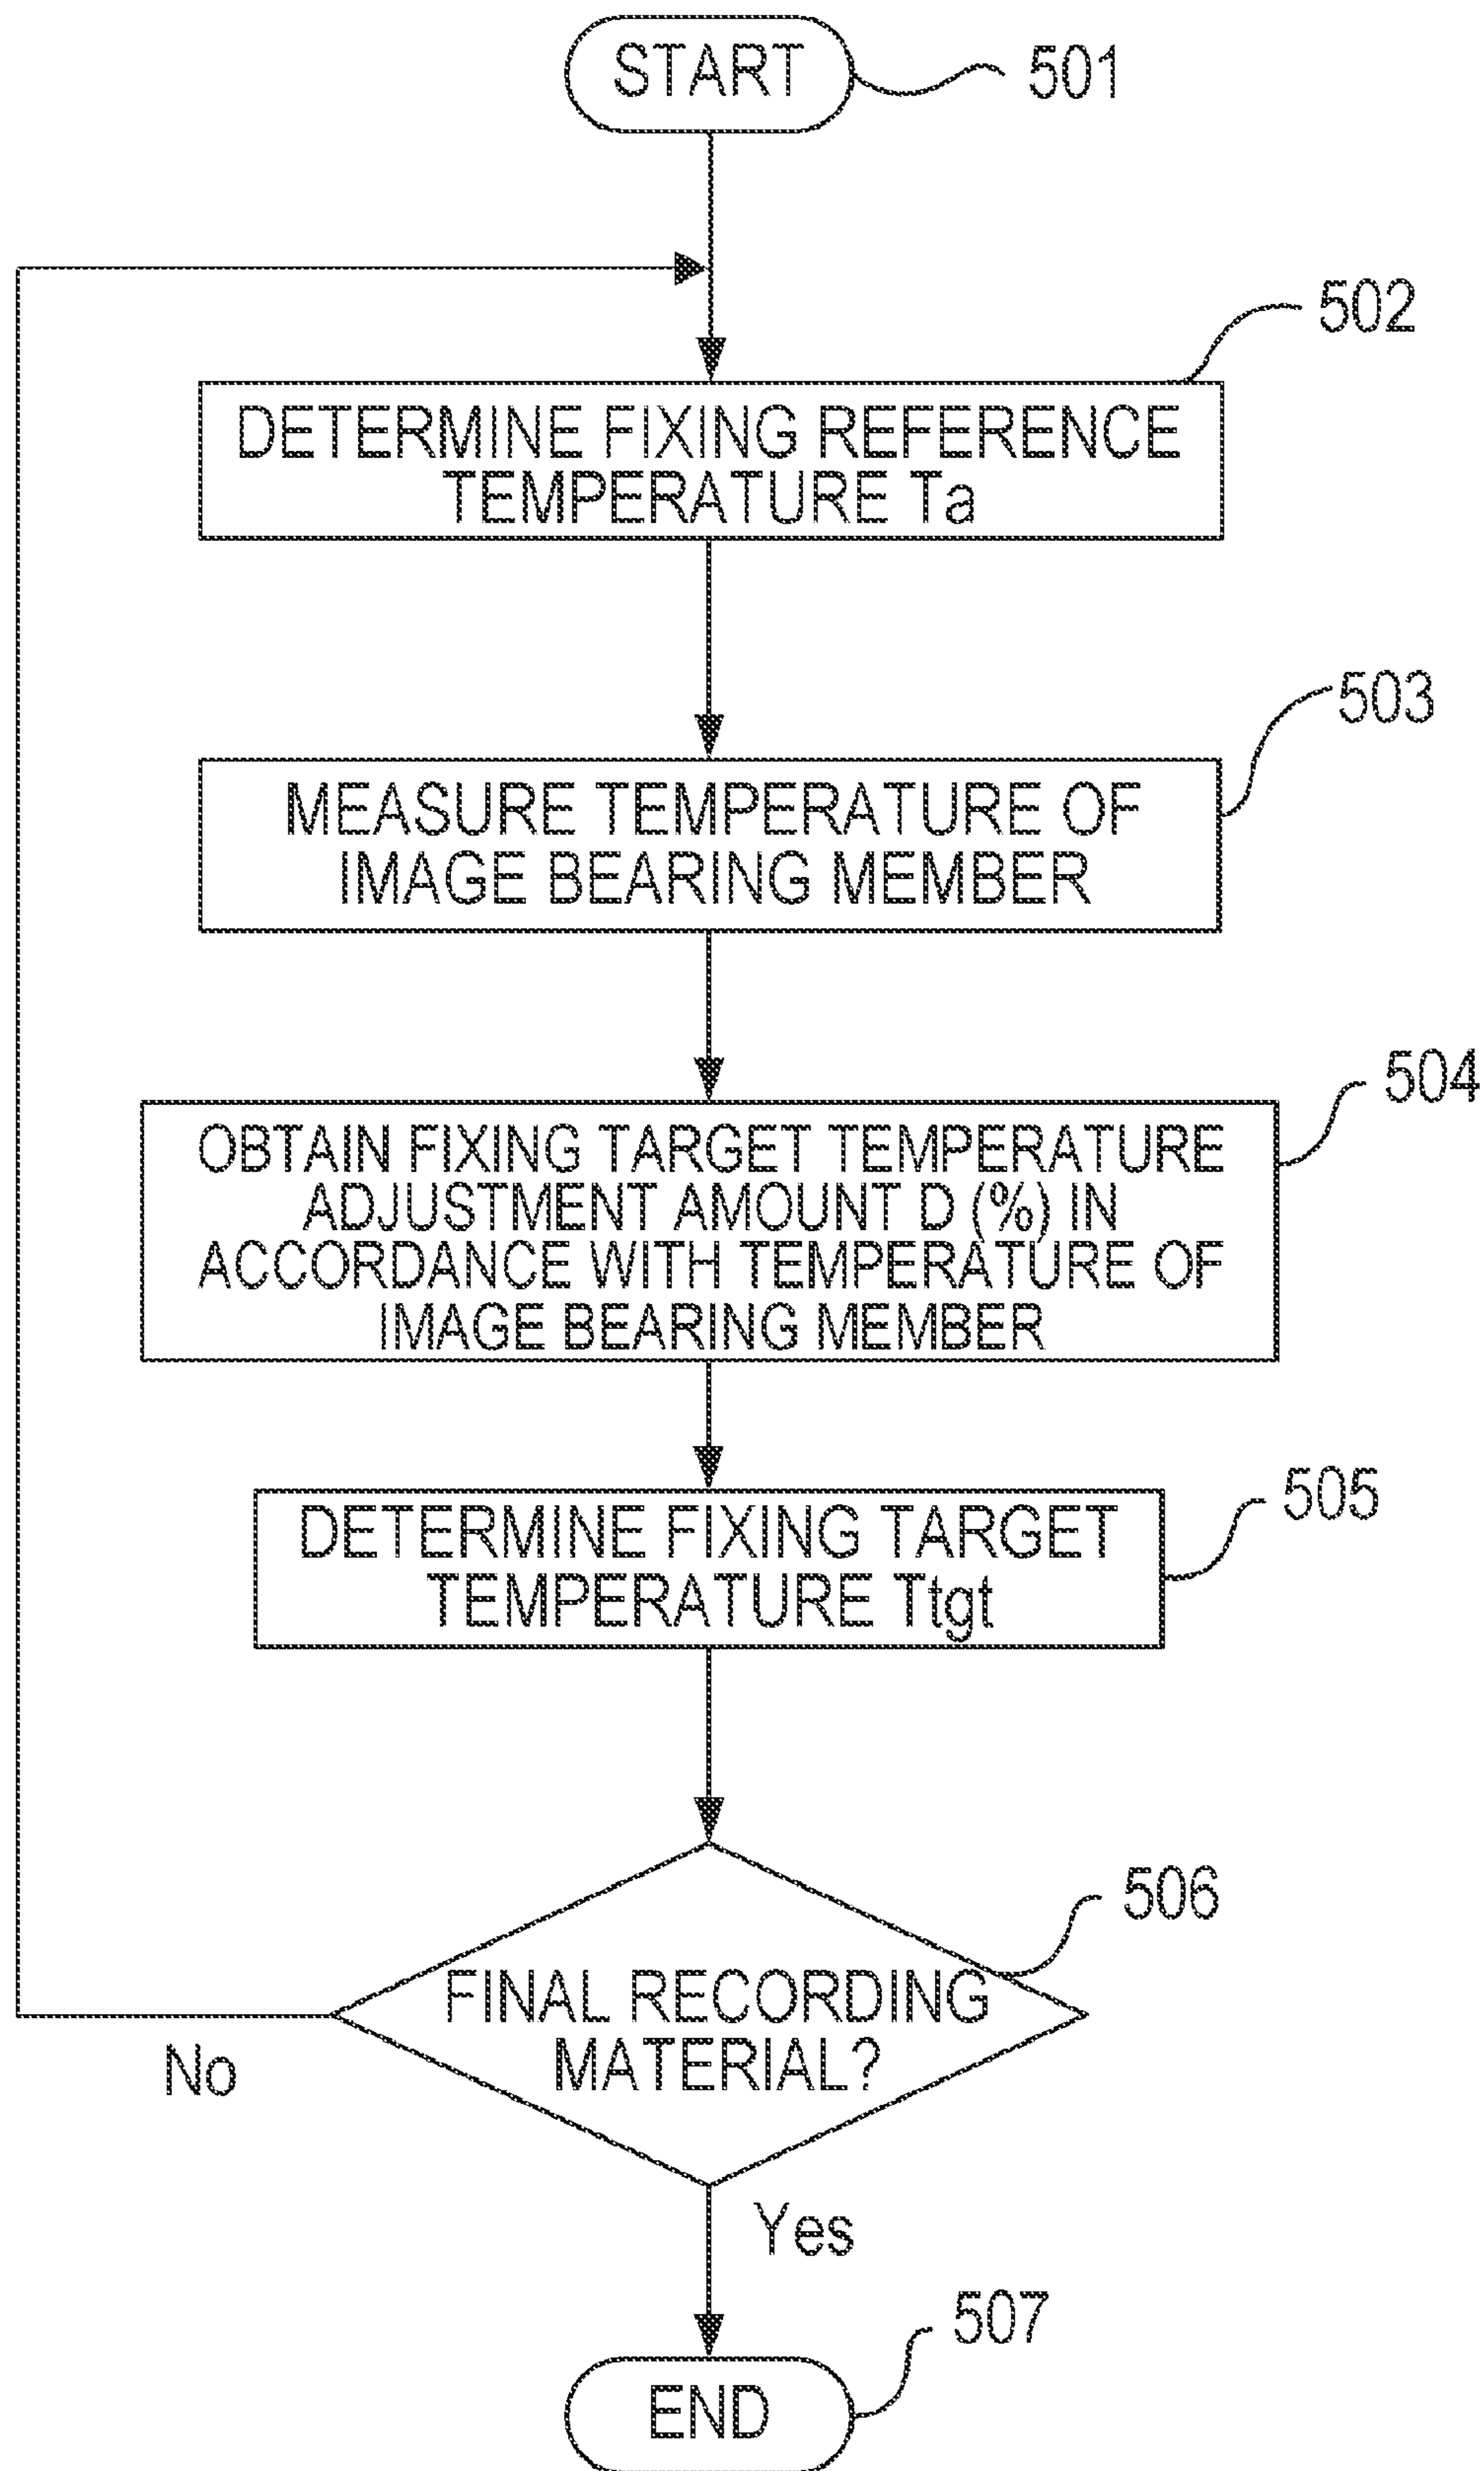 START
501
502
DETERMINE FIXING REFERENCE
TEMPERATURE Ta
503
MEASURE TEMPERATURE OF
IMAGE BEARING MEMBER
504
OBTAIN FIXING TARGET TEMPERATURE
ADJUSTMENT AMOUNT D (%) IN
ACCORDANCE WITH TEMPERATURE OF
IMAGE BEARING MEMBER
505
DETERMINE FIXING TARGET
TEMPERATURE Ttgt
506
FINAL RECORDING
MATERIAL?
No
Yes
507
END